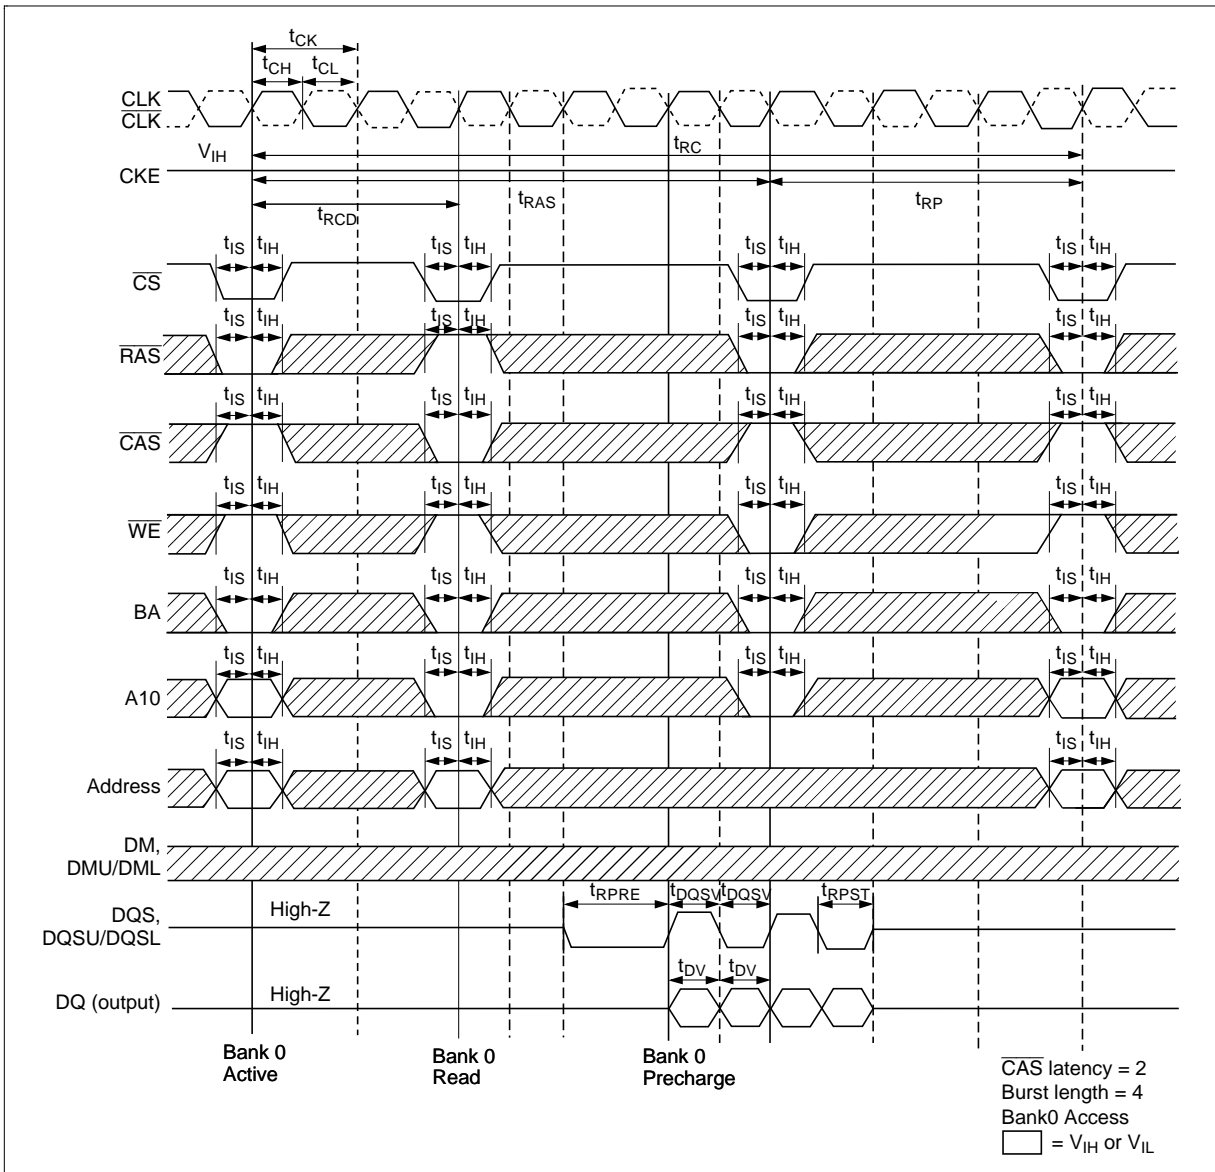 tCK
tCH tCL
CLK
CLK
VIH tRC
CKE
tRCD tRAS tRP
tIS tIH tIS tIH tIS tIH tIS tIH
CS
tIS tIH tIS tIH tIS tIH tIS tIH
RAS
tIS tIH tIS tIH tIS tIH tIS tIH
CAS
tIS tIH tIS tIH tIS tIH tIS tIH
WE
tIS tIH tIS tIH tIS tIH tIS tIH
BA
tIS tIH tIS tIH tIS tIH tIS tIH
A10
tIS tIH tIS tIH tIS tIH
Address
DM,
DMU/DML
tRPRE tDQSV tDQSV tRPST
DQS,
DQSU/DQSL High-Z
tDV tDV
DQ (output) High-Z
Bank 0
Active
Bank 0
Read
Bank 0
Precharge
CAS latency = 2
Burst length = 4
Bank0 Access
= VIH or VIL